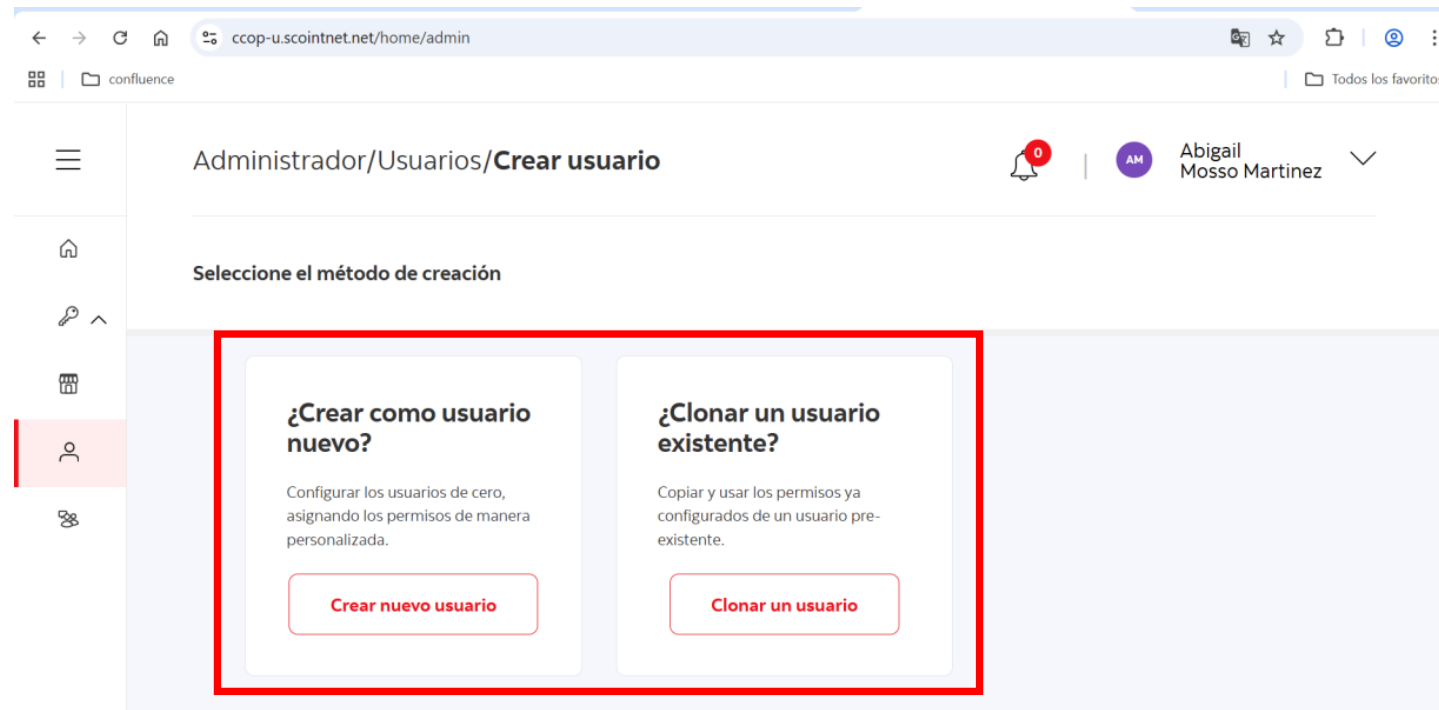 ccop-u.scointnet.net/home/admin
confluence
Todos los favoritos
Administrador/Usuarios/Crear usuario
0
AM
Abigail
Mosso Martinez
Seleccione el método de creación
¿Crear como usuario
nuevo?
Configurar los usuarios de cero,
asignando los permisos de manera
personalizada.
Crear nuevo usuario
¿Clonar un usuario
existente?
Copiar y usar los permisos ya
configurados de un usuario pre-
existente.
Clonar un usuario